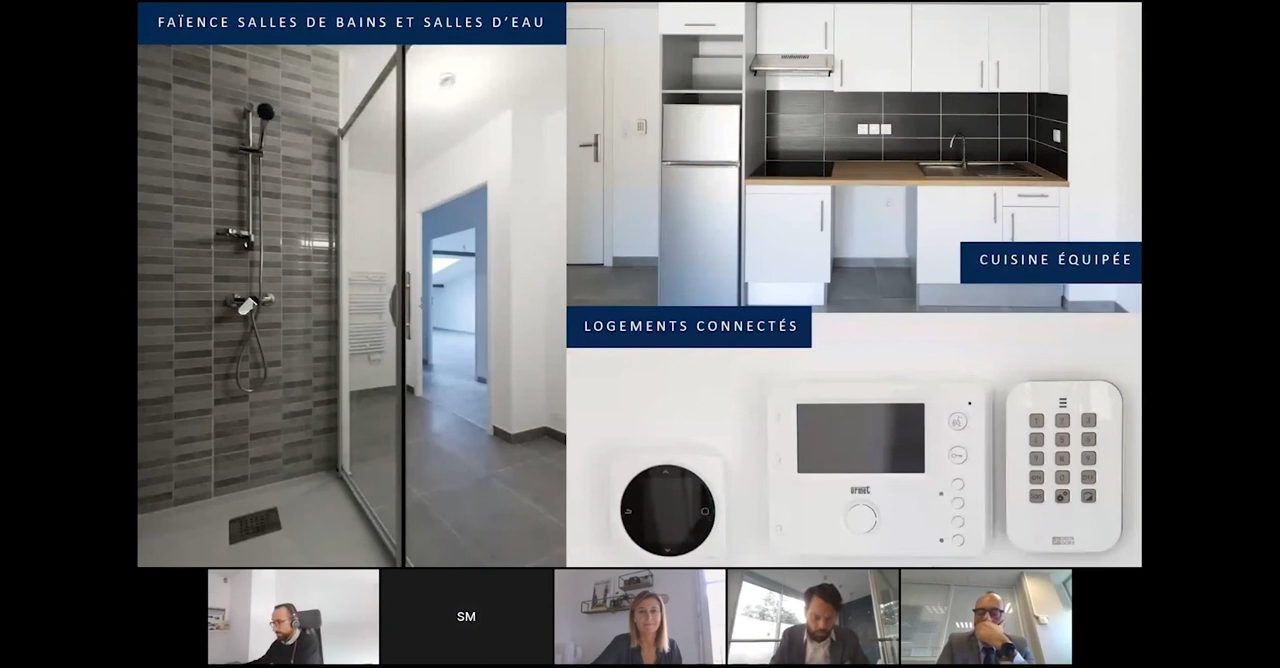 FAÏENCE SALLES DE BAINS ET SALLES D'EAU
CUISINE ÉQUIPÉE
LOGEMENTS CONNECTÉS
urmet
SM